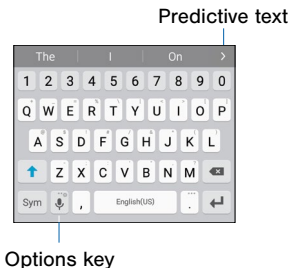 Predictive text
The I On >
1 2 3 4 5 6 7 8 9 0
Q W E R T Y U I O P
A S D F G H J K L
Z X C V B N M
Sym , English(US) .
Options key